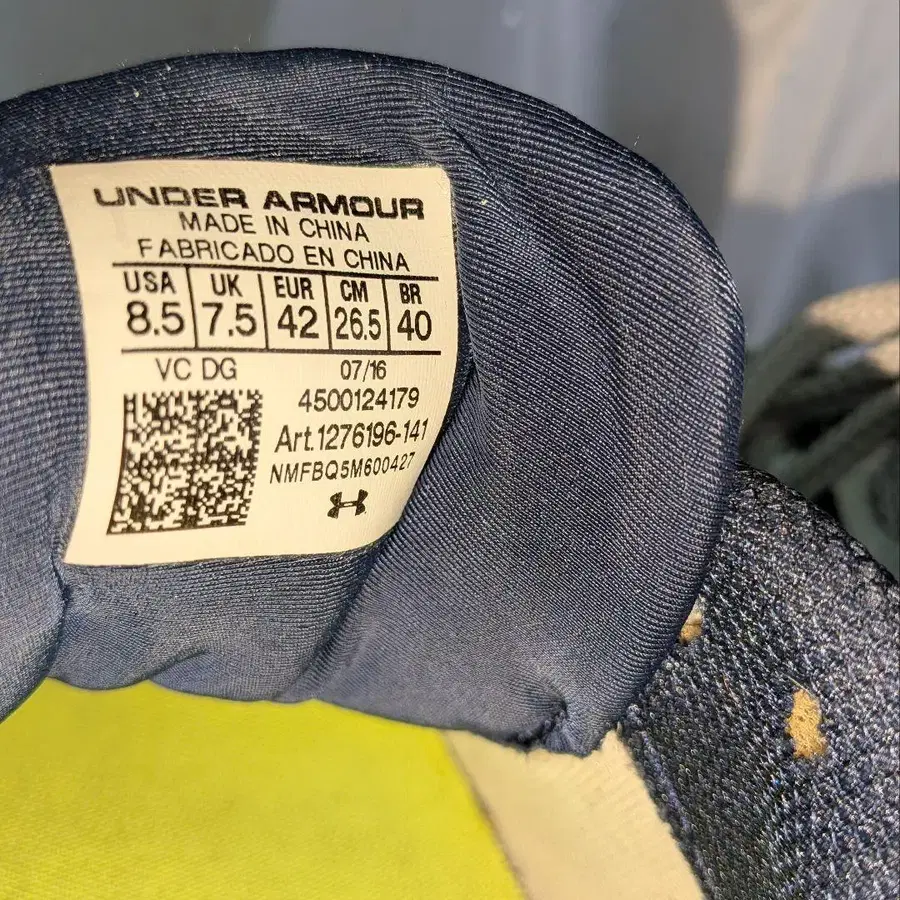 UNDER ARMOUR
MADE IN CHINA
FABRICADO EN CHINA
USA UK EUR CM BR
8.5 7.5 42 26.5 40
VC DG 07/16
4500124179
Art.1276196-141
NMFBQ5M600427